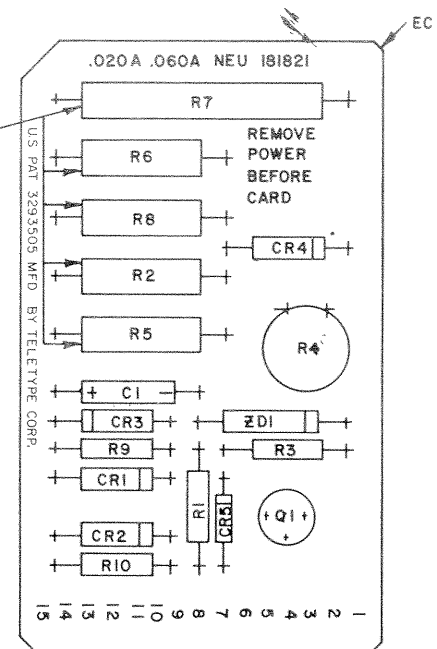 EC
.020A .060A NEU 181821
R7
R6
REMOVE
POWER
BEFORE
CARD
R8
CR4
R2
R5
R4
U.S PAT 3293505 MFD BY TELETYPE CORP.
+ C1 -
CR3
ZD1
R9
R3
CR1
R1
CR5
Q1
CR2
R10
15 14 13 11 10 9 8 7 6 5 4 3 2 1